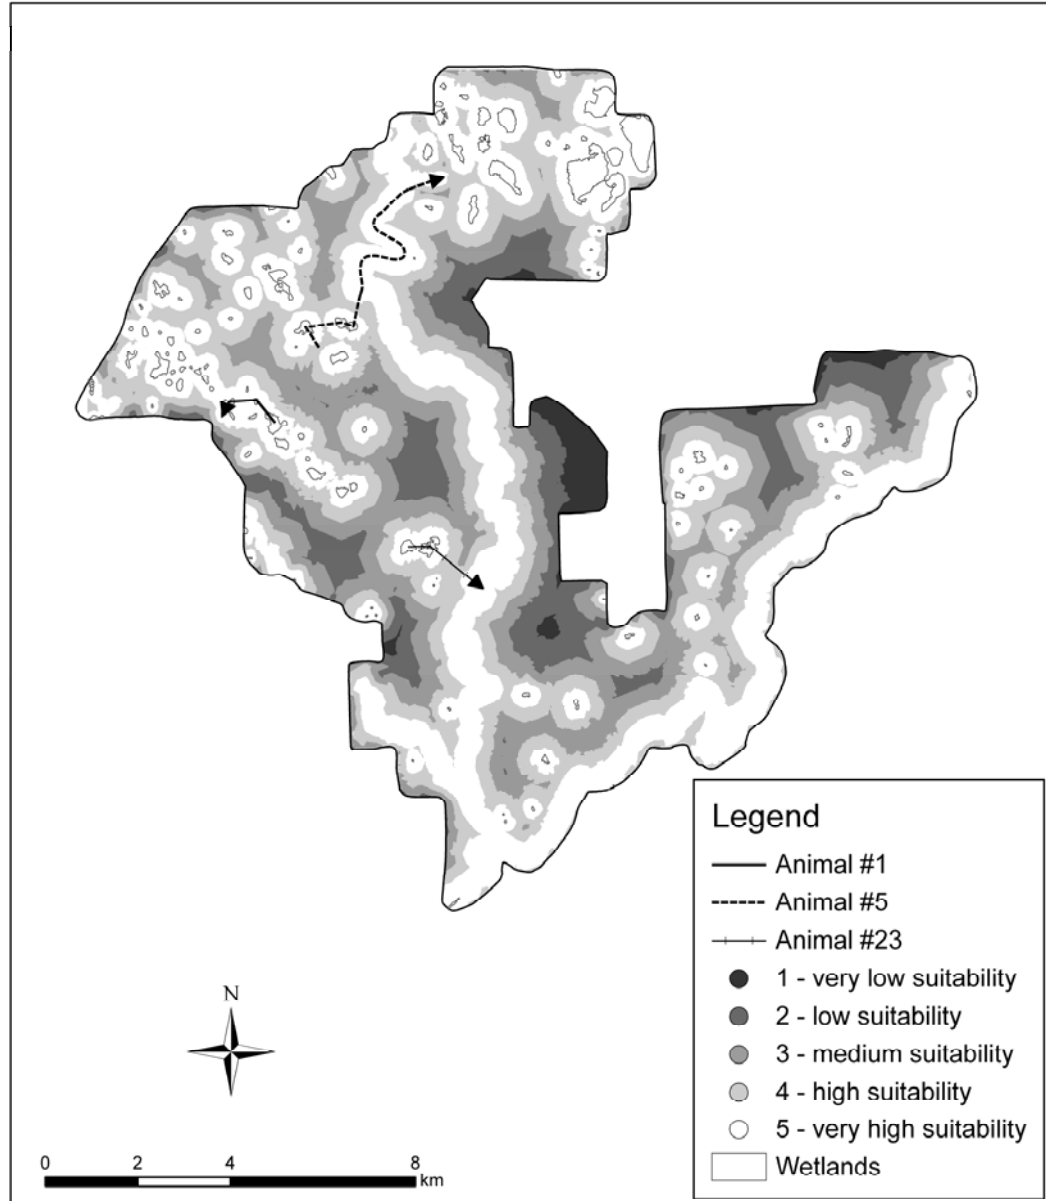 Legend
Animal #1
Animal #5
Animal #23
1 - very low suitability
2 - low suitability
3 - medium suitability
4 - high suitability
5 - very high suitability
Wetlands
N
0 2 4 8
km